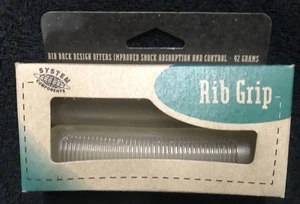 RIB BACK DESIGN OFFERS IMPROVED SHOCK ABSORPTION AND CONTROL - 92 GRAMS
SYSTEM
COMPONENTS
Rib Grip